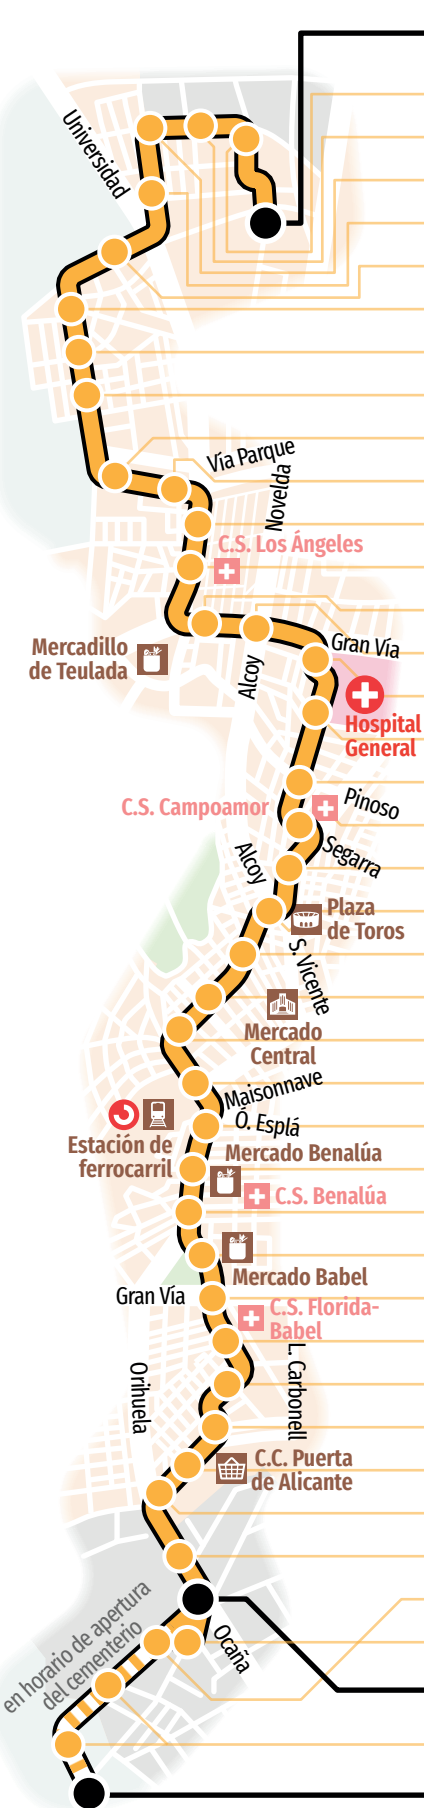 Universidad
Vía Parque
Novelda
C.S. Los Ángeles
Mercadillo
de Teulada
Gran Vía
Alcoy
Hospital
General
C.S. Campoamor
Pinoso
Segarra
Alcoy
Plaza
de Toros
S. Vicente
Mercado
Central
Maisonnave
Ó. Esplá
Estación de
ferrocarril
Mercado Benalúa
C.S. Benalúa
Mercado Babel
Gran Vía
C.S. Florida-
Babel
Orihuela
L. Carbonell
C.C. Puerta
de Alicante
en horario de apertura
del cementerio
Ocaña